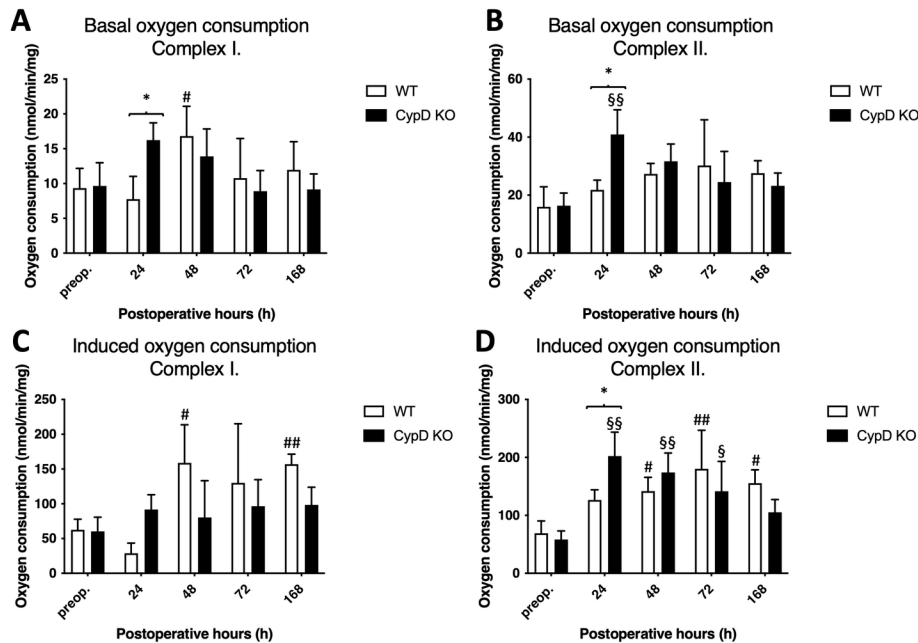 A
Basal oxygen consumption
Complex I.
Oxygen consumption (nmol/min/mg)
25
20
15
10
5
0
*
#
WT
CypD KO
preop.
24
48
72
168
Postoperative hours (h)
B
Basal oxygen consumption
Complex II.
Oxygen consumption (nmol/min/mg)
60
40
20
0
*
§§
WT
CypD KO
preop.
24
48
72
168
Postoperative hours (h)
C
Induced oxygen consumption
Complex I.
Oxygen consumption (nmol/min/mg)
250
200
150
100
50
0
#
##
WT
CypD KO
preop.
24
48
72
168
Postoperative hours (h)
D
Induced oxygen consumption
Complex II.
Oxygen consumption (nmol/min/mg)
300
200
100
0
*
§§
#
§§
##
§
#
WT
CypD KO
preop.
24
48
72
168
Postoperative hours (h)